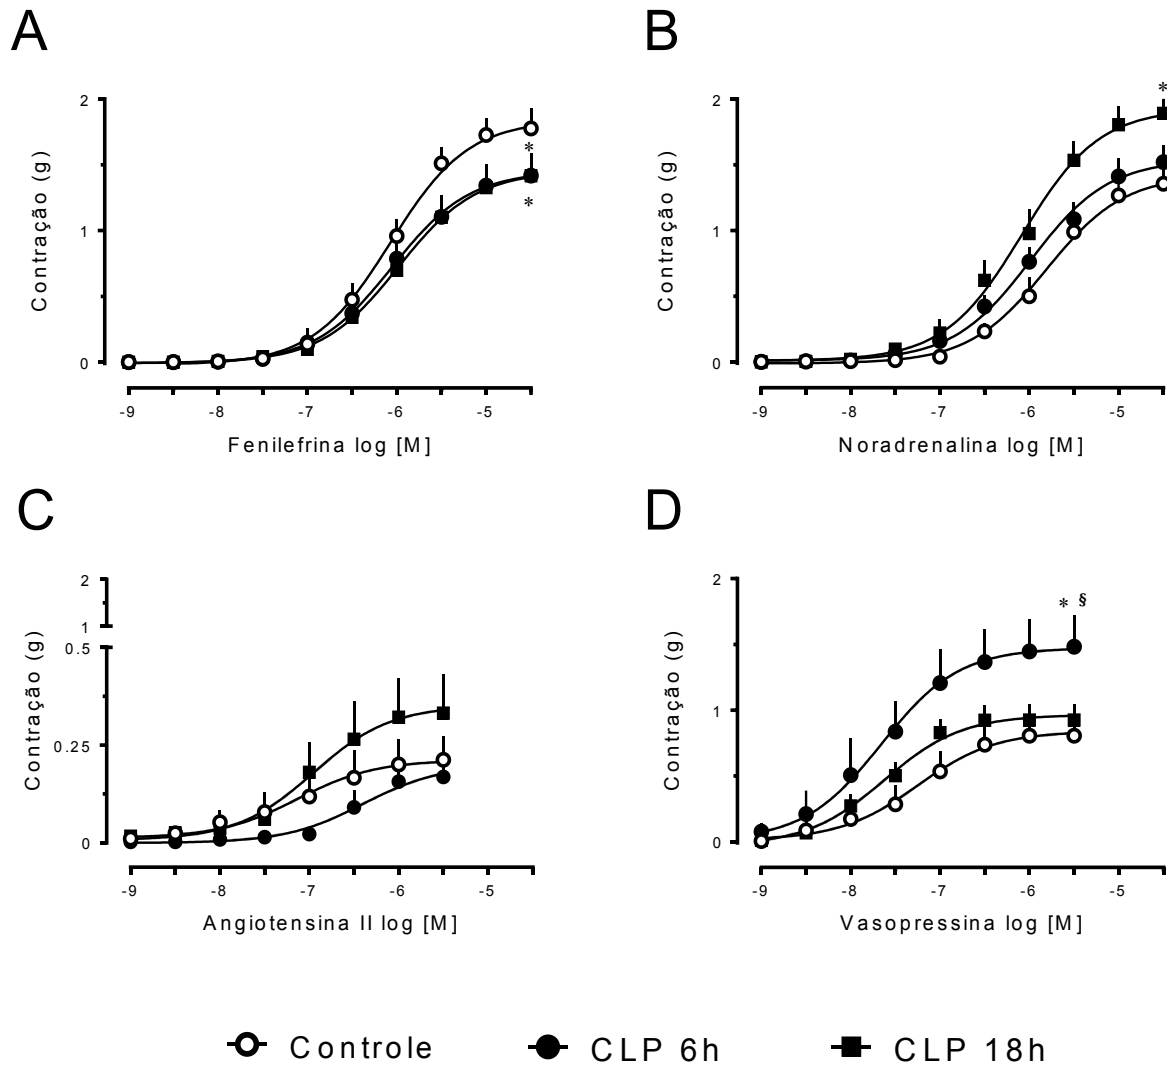 A
2
1
0
Contração (g)
*
*
-9 -8 -7 -6 -5
Fenilefrina log [M]
B
2
1
0
Contração (g)
*
-9 -8 -7 -6 -5
Noradrenalina log [M]
C
2
1
0.5
0.25
0
Contração (g)
-9 -8 -7 -6 -5
Angiotensina II log [M]
D
2
1
0
Contração (g)
* §
-9 -8 -7 -6 -5
Vasopressina log [M]
Controle CLP 6h CLP 18h